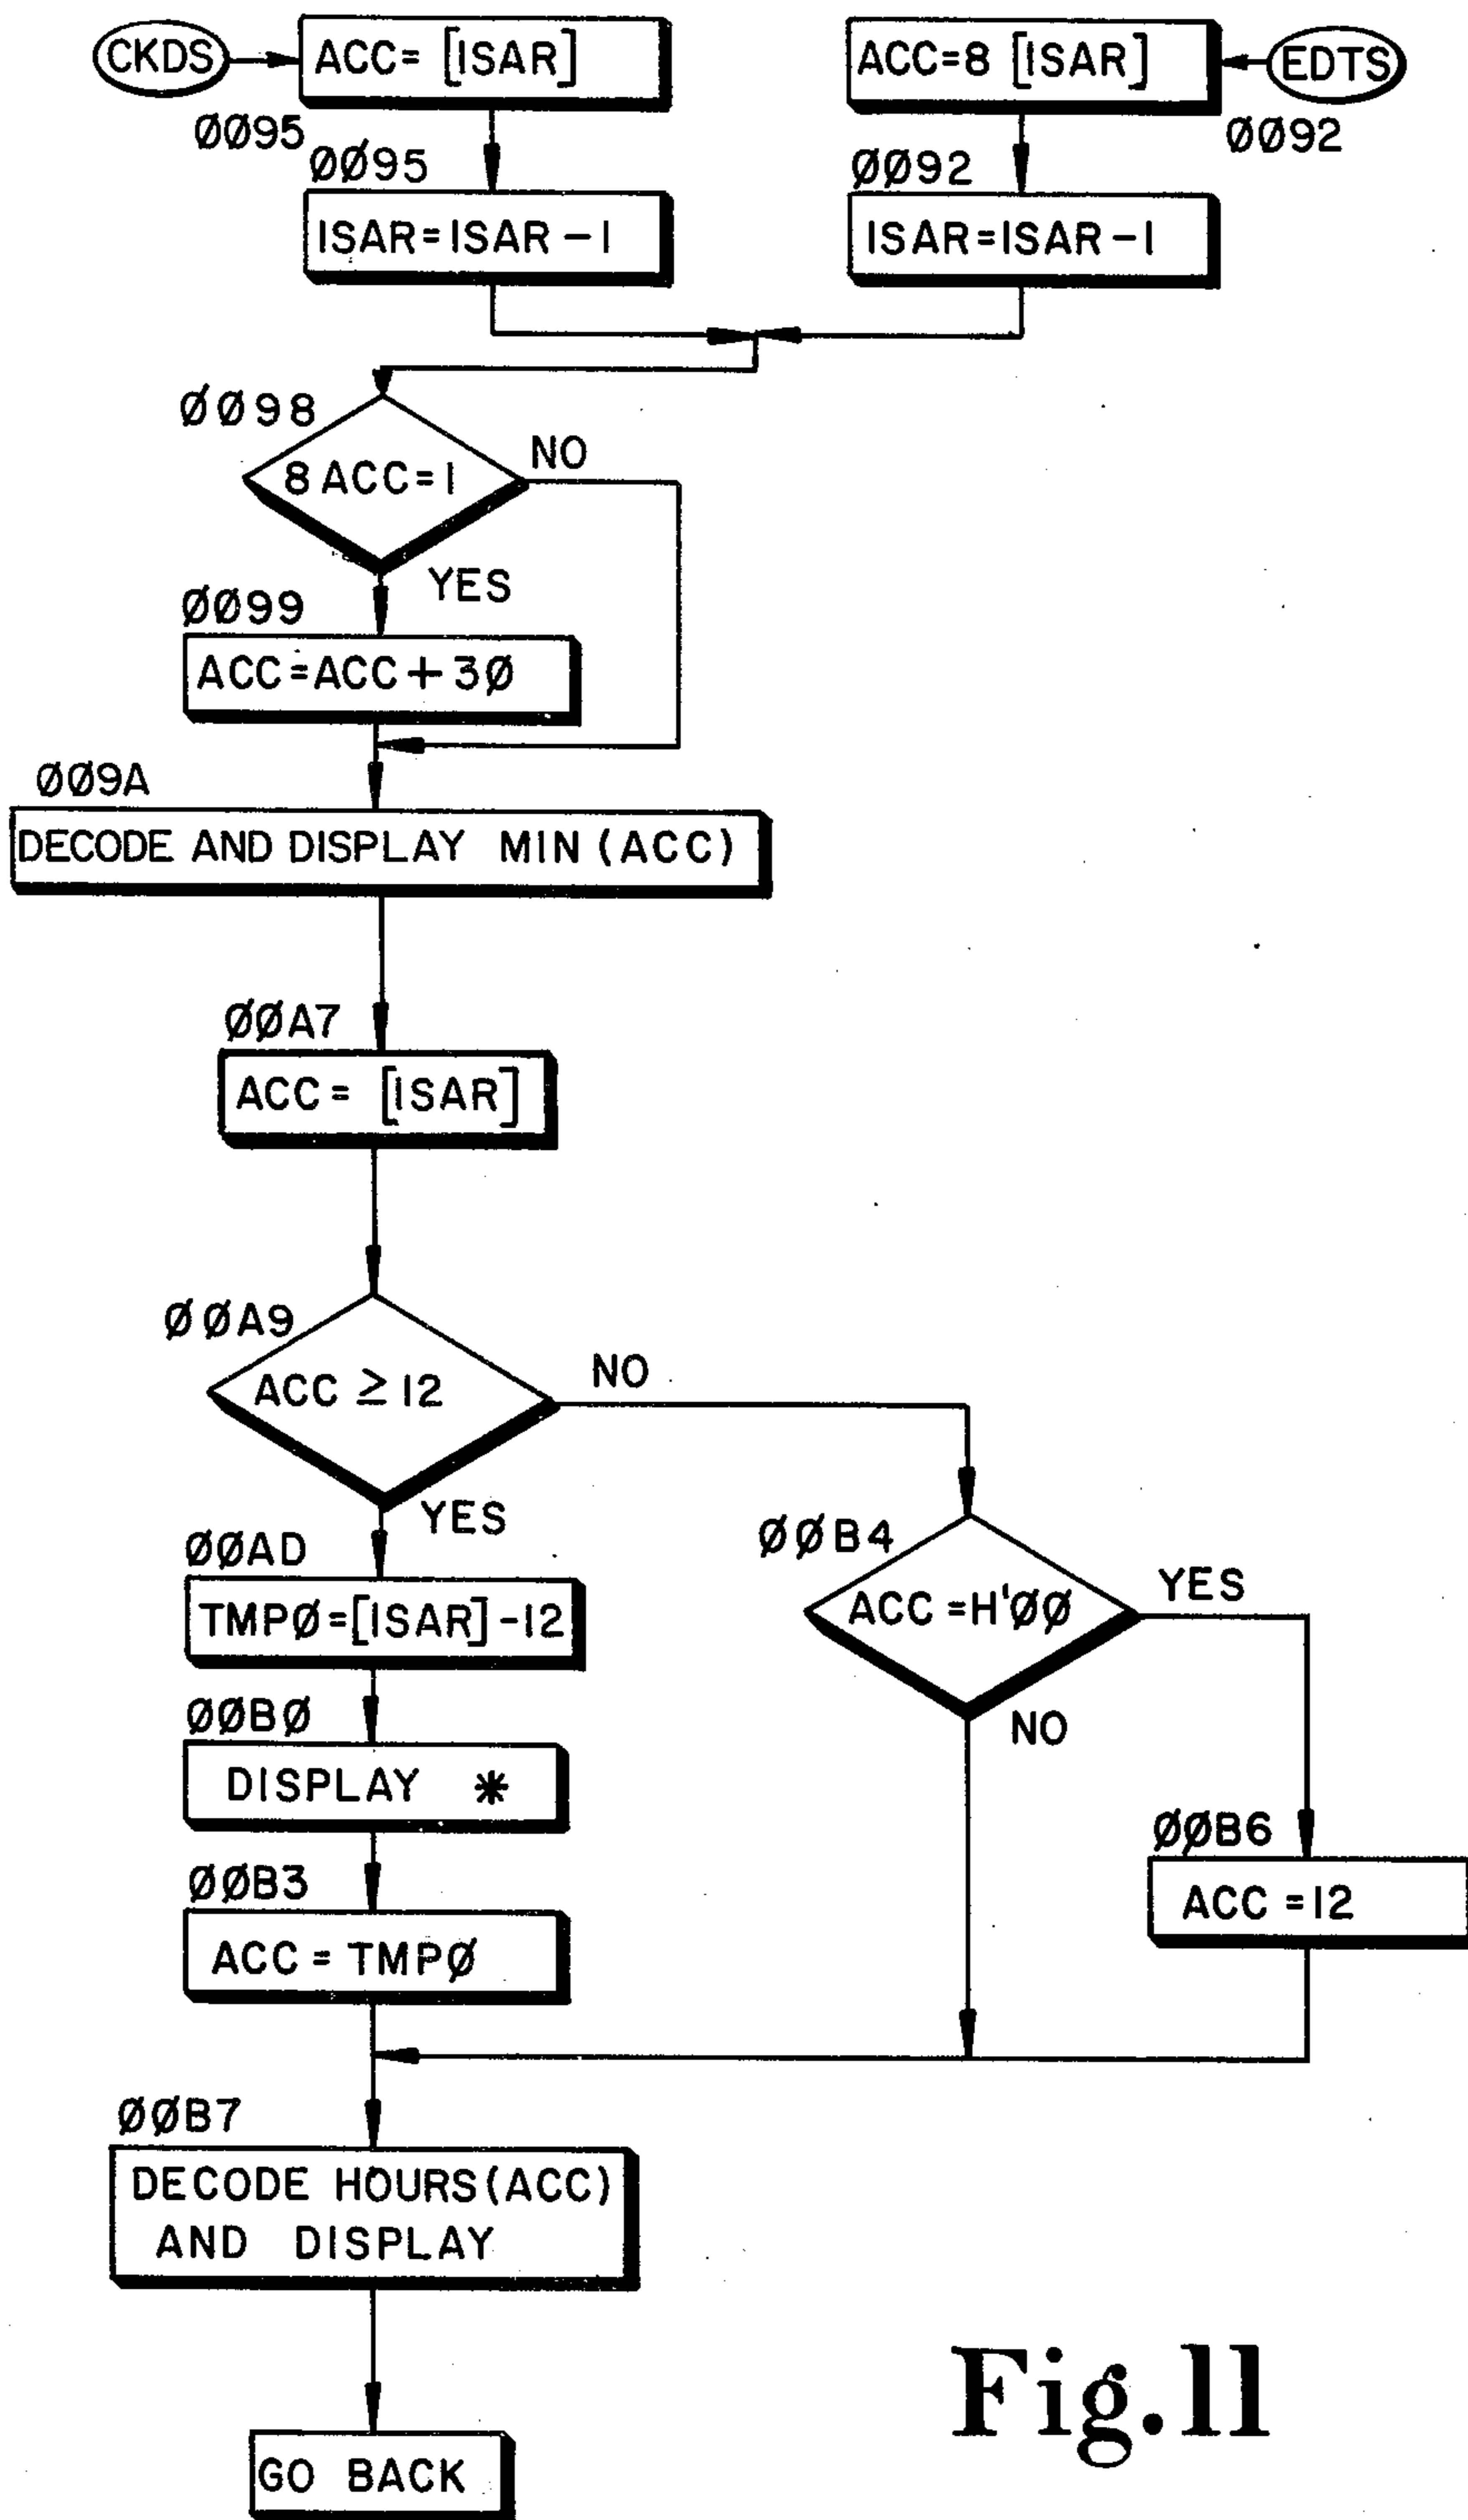 CKDS
ACC= [ISAR]
ACC=8 [ISAR]
EDTS
ØØ95
ØØ92
ØØ95
ØØ92
ISAR=ISAR-1
ISAR=ISAR-1
ØØ98
8 ACC=1
NO
YES
ØØ99
ACC=ACC+3Ø
ØØ9A
DECODE AND DISPLAY MIN (ACC)
ØØA7
ACC= [ISAR]
ØØA9
ACC ≥ 12
NO
YES
ØØAD
TMPØ=[ISAR]-12
ØØB4
ACC =H'ØØ
YES
NO
ØØBØ
DISPLAY *
ØØB3
ACC = TMPØ
ØØB6
ACC =12
ØØB7
DECODE HOURS(ACC)
AND DISPLAY
GO BACK
Fig.11